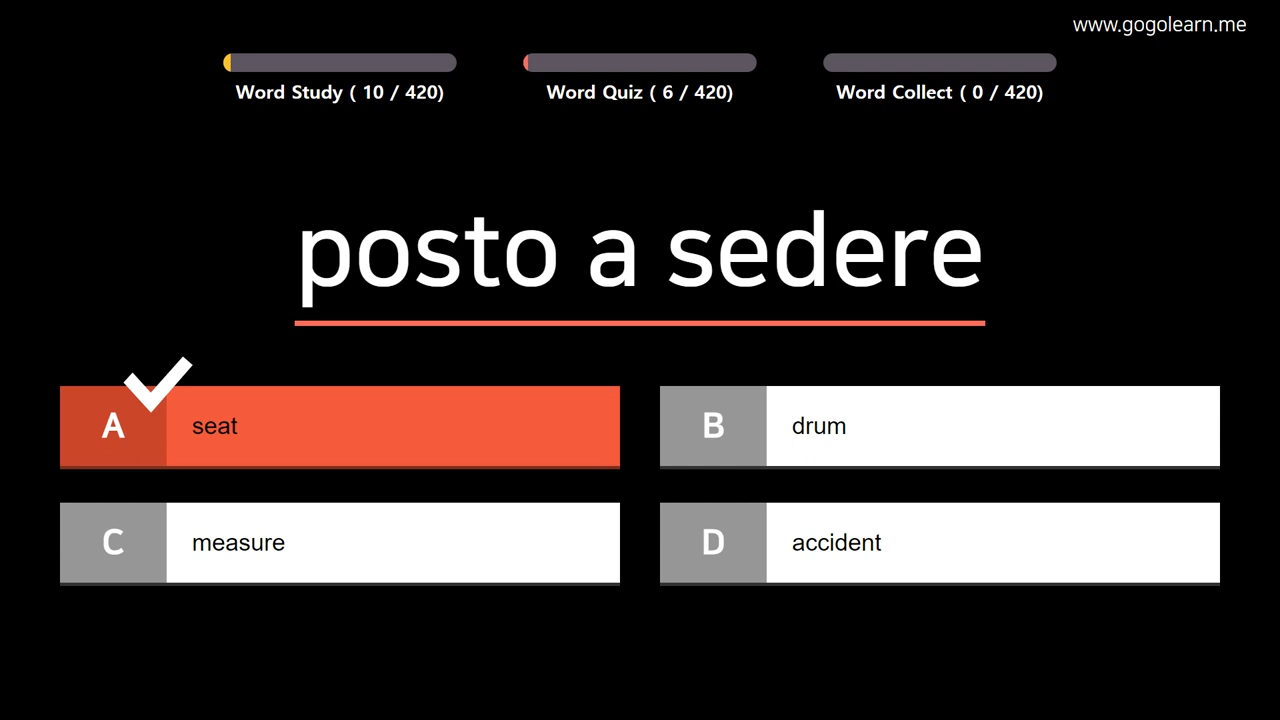 www.gogolearn.me
Word Study ( 10 / 420)
Word Quiz ( 6 / 420)
Word Collect ( 0 / 420)
posto a sedere
A seat
B drum
C measure
D accident